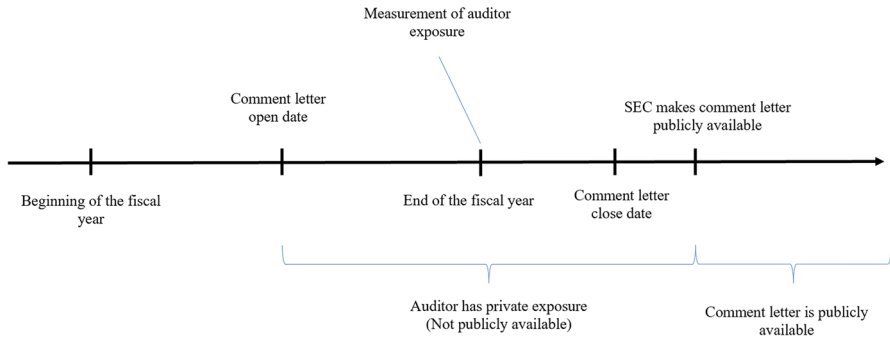 Measurement of auditor
exposure
Comment letter
open date
SEC makes comment letter
publicly available
Beginning of the fiscal
year
End of the fiscal year
Comment letter
close date
Auditor has private exposure
(Not publicly available)
Comment letter is publicly
available